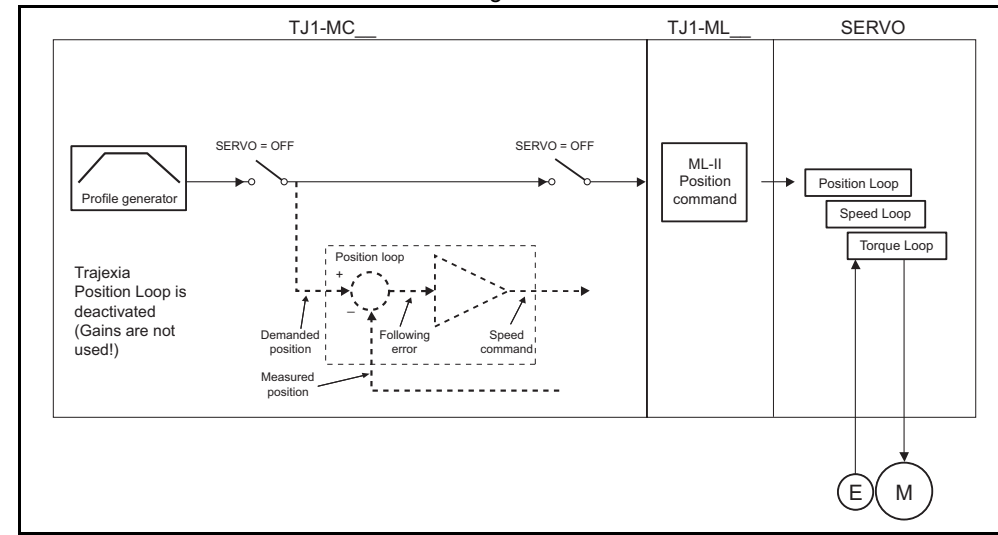 TJ1-MC__
TJ1-ML__
SERVO
SERVO = OFF
SERVO = OFF
Profile generator
ML-II
Position
command
Position Loop
Speed Loop
Torque Loop
Trajexia
Position Loop is
deactivated
(Gains are not
used!)
Position loop
+
–
Demanded
position
Following
error
Speed
command
Measured
position
E
M